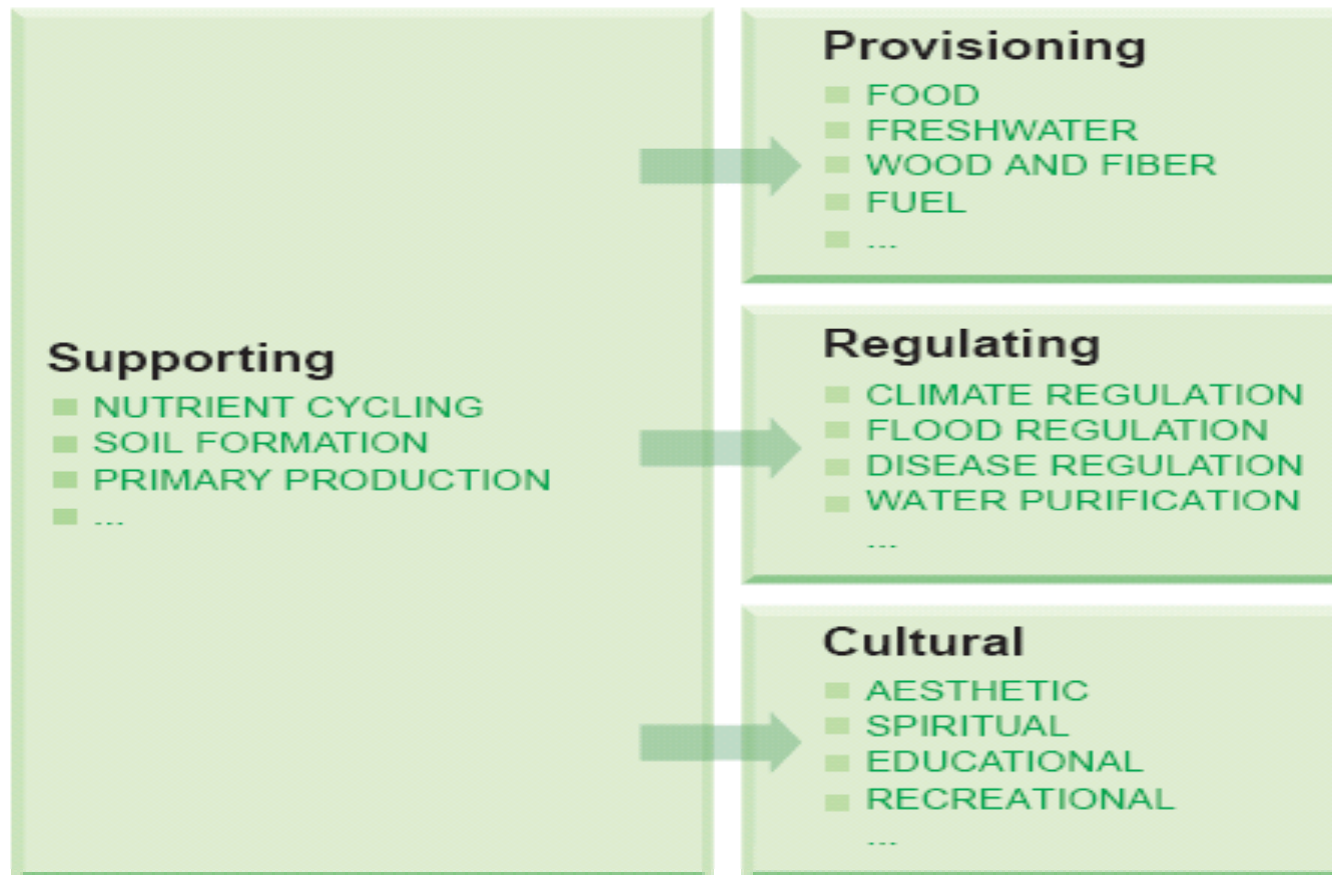 Supporting
NUTRIENT CYCLING
SOIL FORMATION
PRIMARY PRODUCTION
...
Provisioning
FOOD
FRESHWATER
WOOD AND FIBER
FUEL
...
Regulating
CLIMATE REGULATION
FLOOD REGULATION
DISEASE REGULATION
WATER PURIFICATION
...
Cultural
AESTHETIC
SPIRITUAL
EDUCATIONAL
RECREATIONAL
...